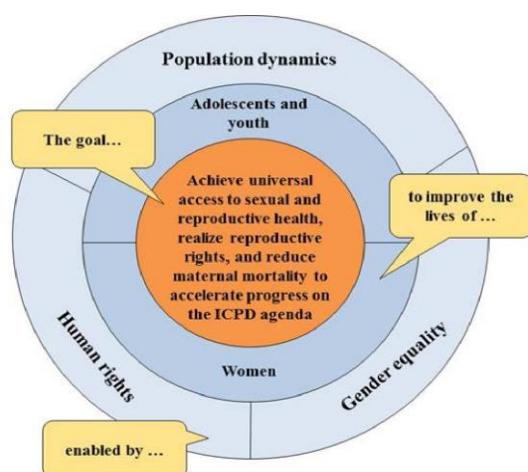 Population dynamics
Adolescents and
youth
The goal…
Achieve universal
access to sexual and
reproductive health,
realize reproductive
rights, and reduce
maternal mortality to
accelerate progress on
the ICPD agenda
to improve the
lives of …
Women
Human rights
Gender equality
enabled by …